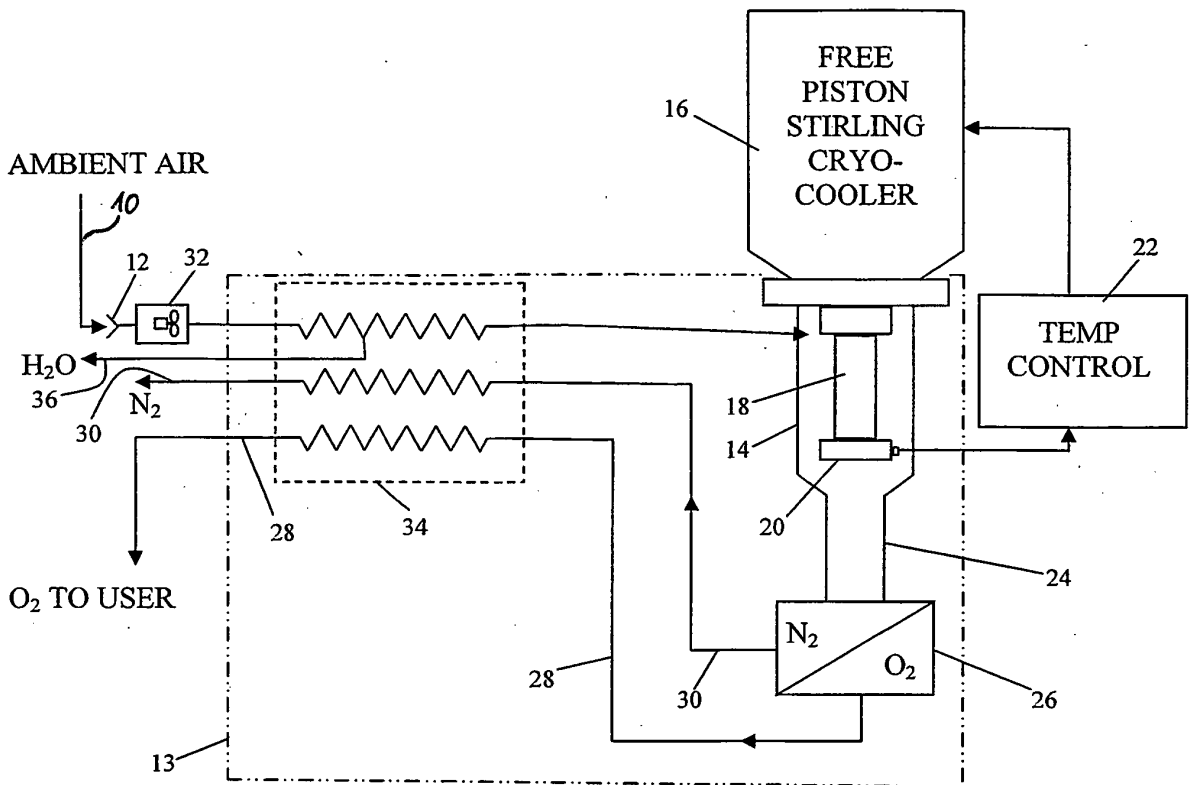 FREE
PISTON
STIRLING
CRYO-
COOLER
16
AMBIENT AIR
10
12
32
22
TEMP
CONTROL
H₂O
36
30
N₂
18
14
28
34
20
24
O₂ TO USER
N₂
O₂
28
30
26
13